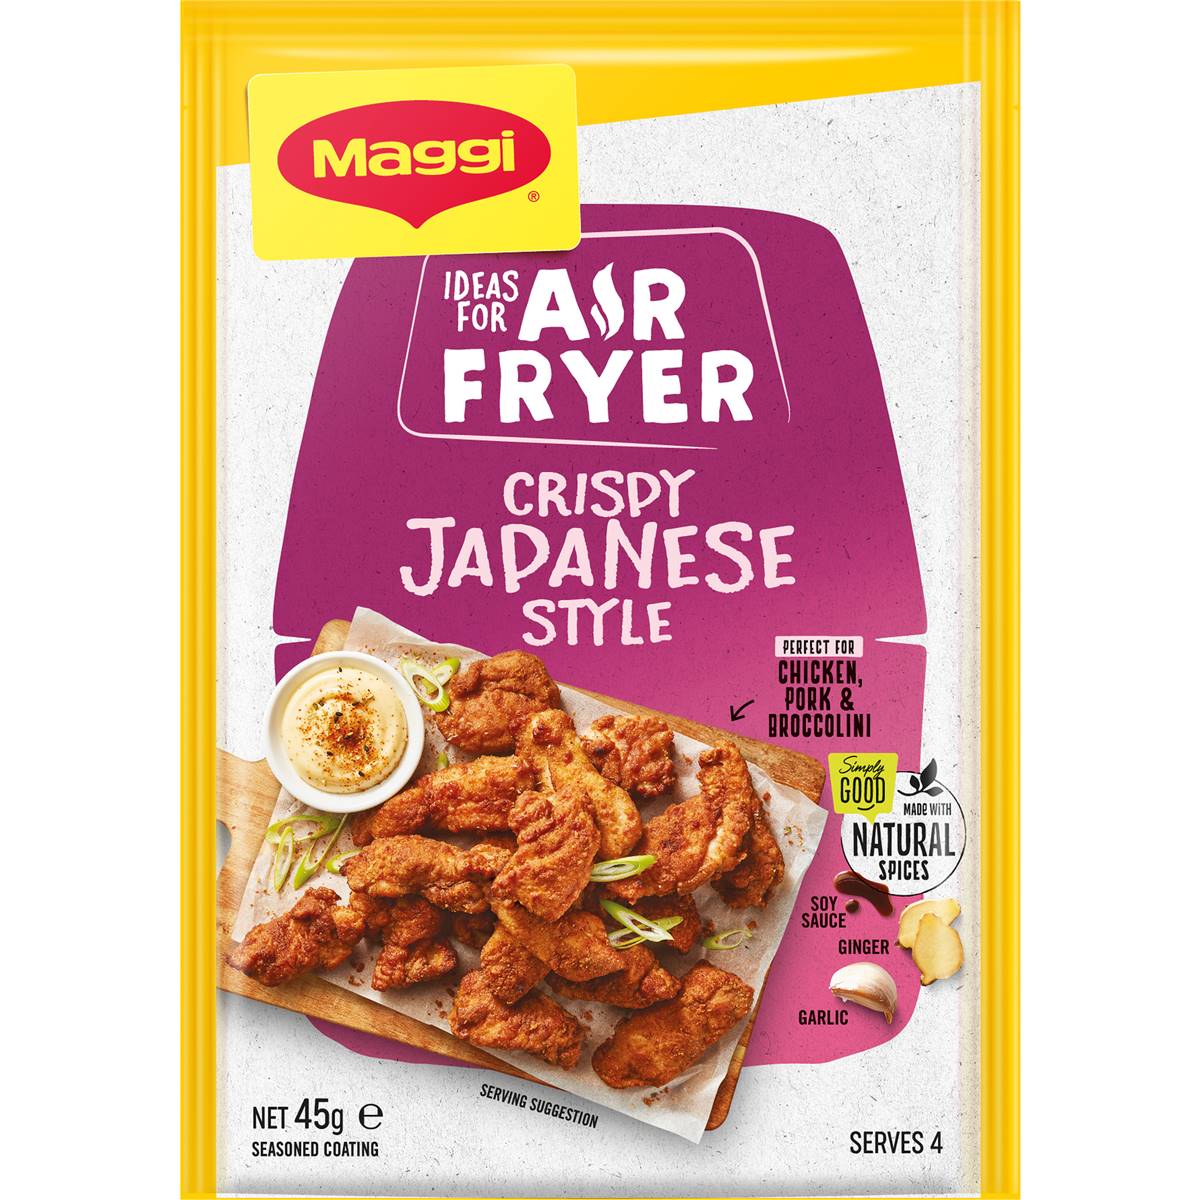 Maggi
®
IDEAS
FOR
AIR
FRYER
CRISPY
JAPANESE
STYLE
PERFECT FOR
CHICKEN,
PORK &
BROCCOLINI
Simply
GOOD
MADE WITH
NATURAL
SPICES
SOY
SAUCE
GINGER
GARLIC
SERVING SUGGESTION
NET 45g ℮
SEASONED COATING
SERVES 4